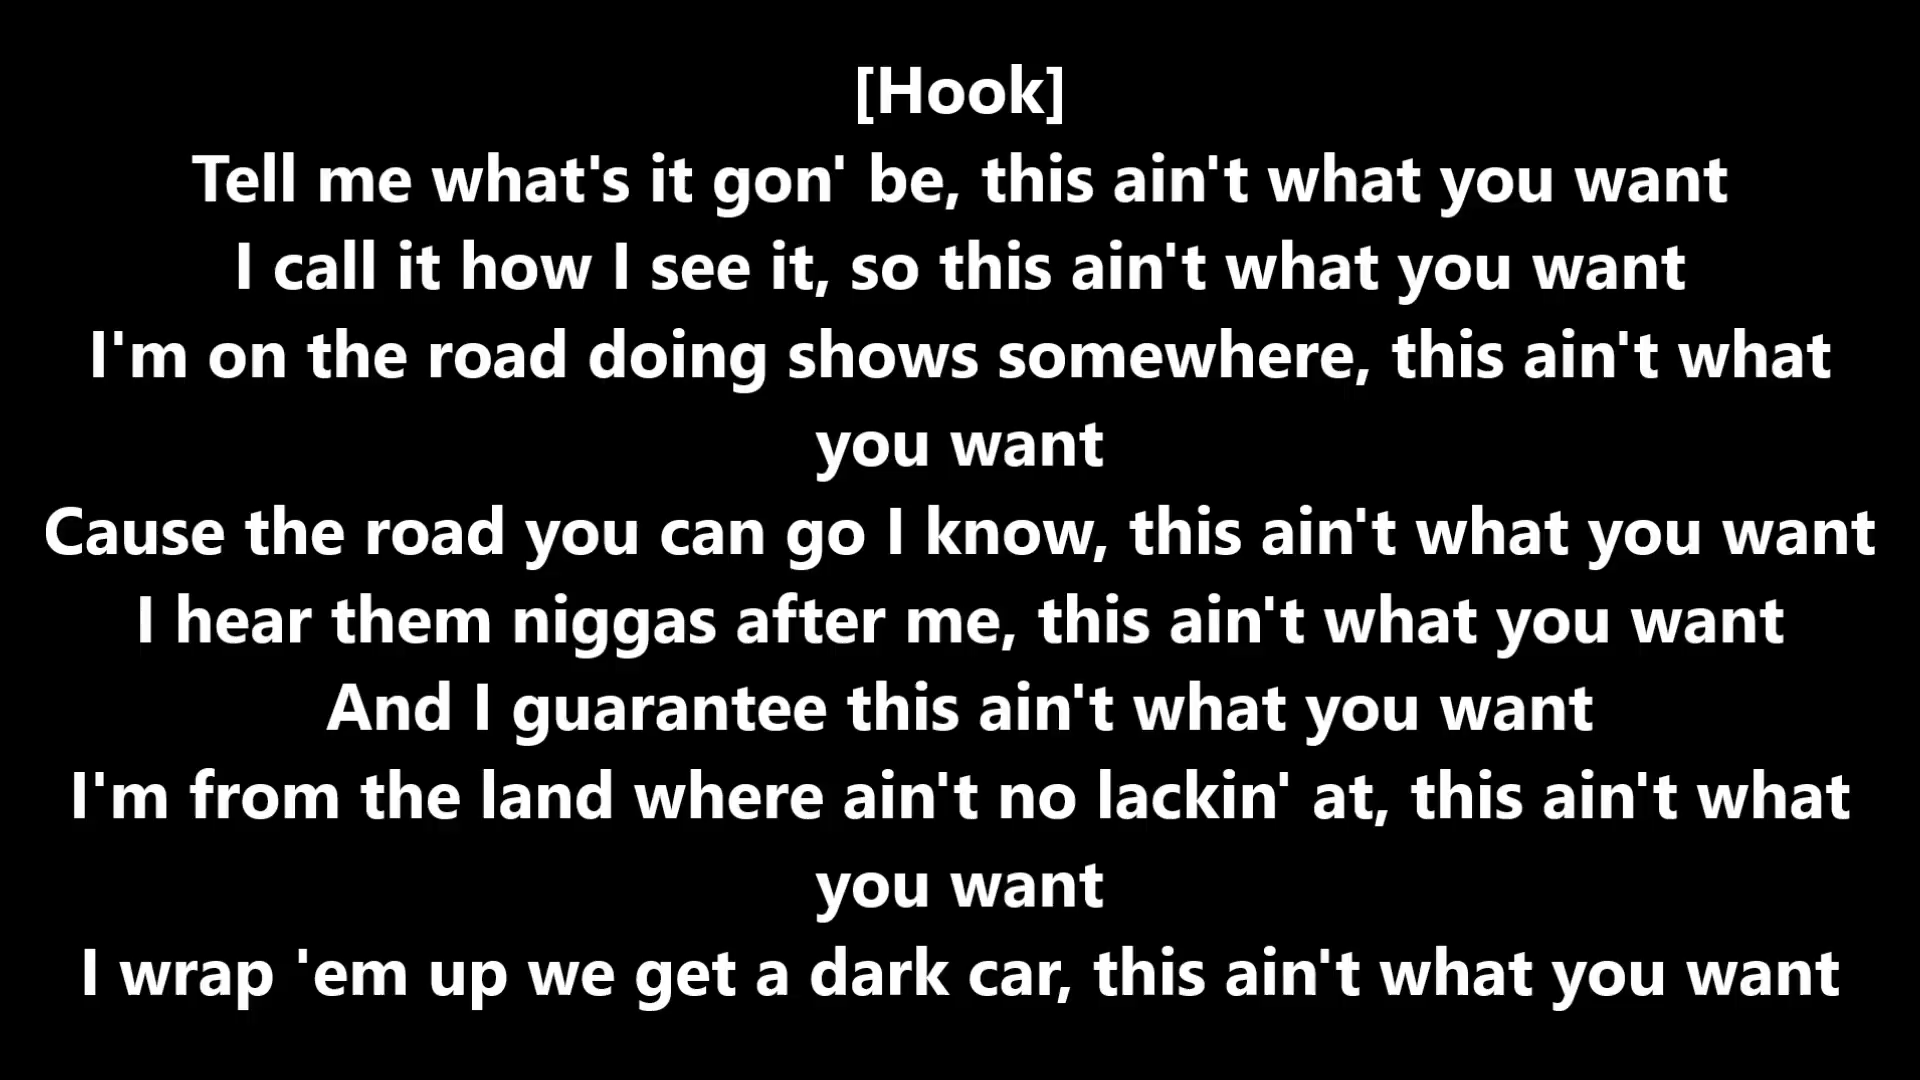 [Hook]
Tell me what's it gon' be, this ain't what you want
I call it how I see it, so this ain't what you want
I'm on the road doing shows somewhere, this ain't what
you want
Cause the road you can go I know, this ain't what you want
I hear them niggas after me, this ain't what you want
And I guarantee this ain't what you want
I'm from the land where ain't no lackin' at, this ain't what
you want
I wrap 'em up we get a dark car, this ain't what you want